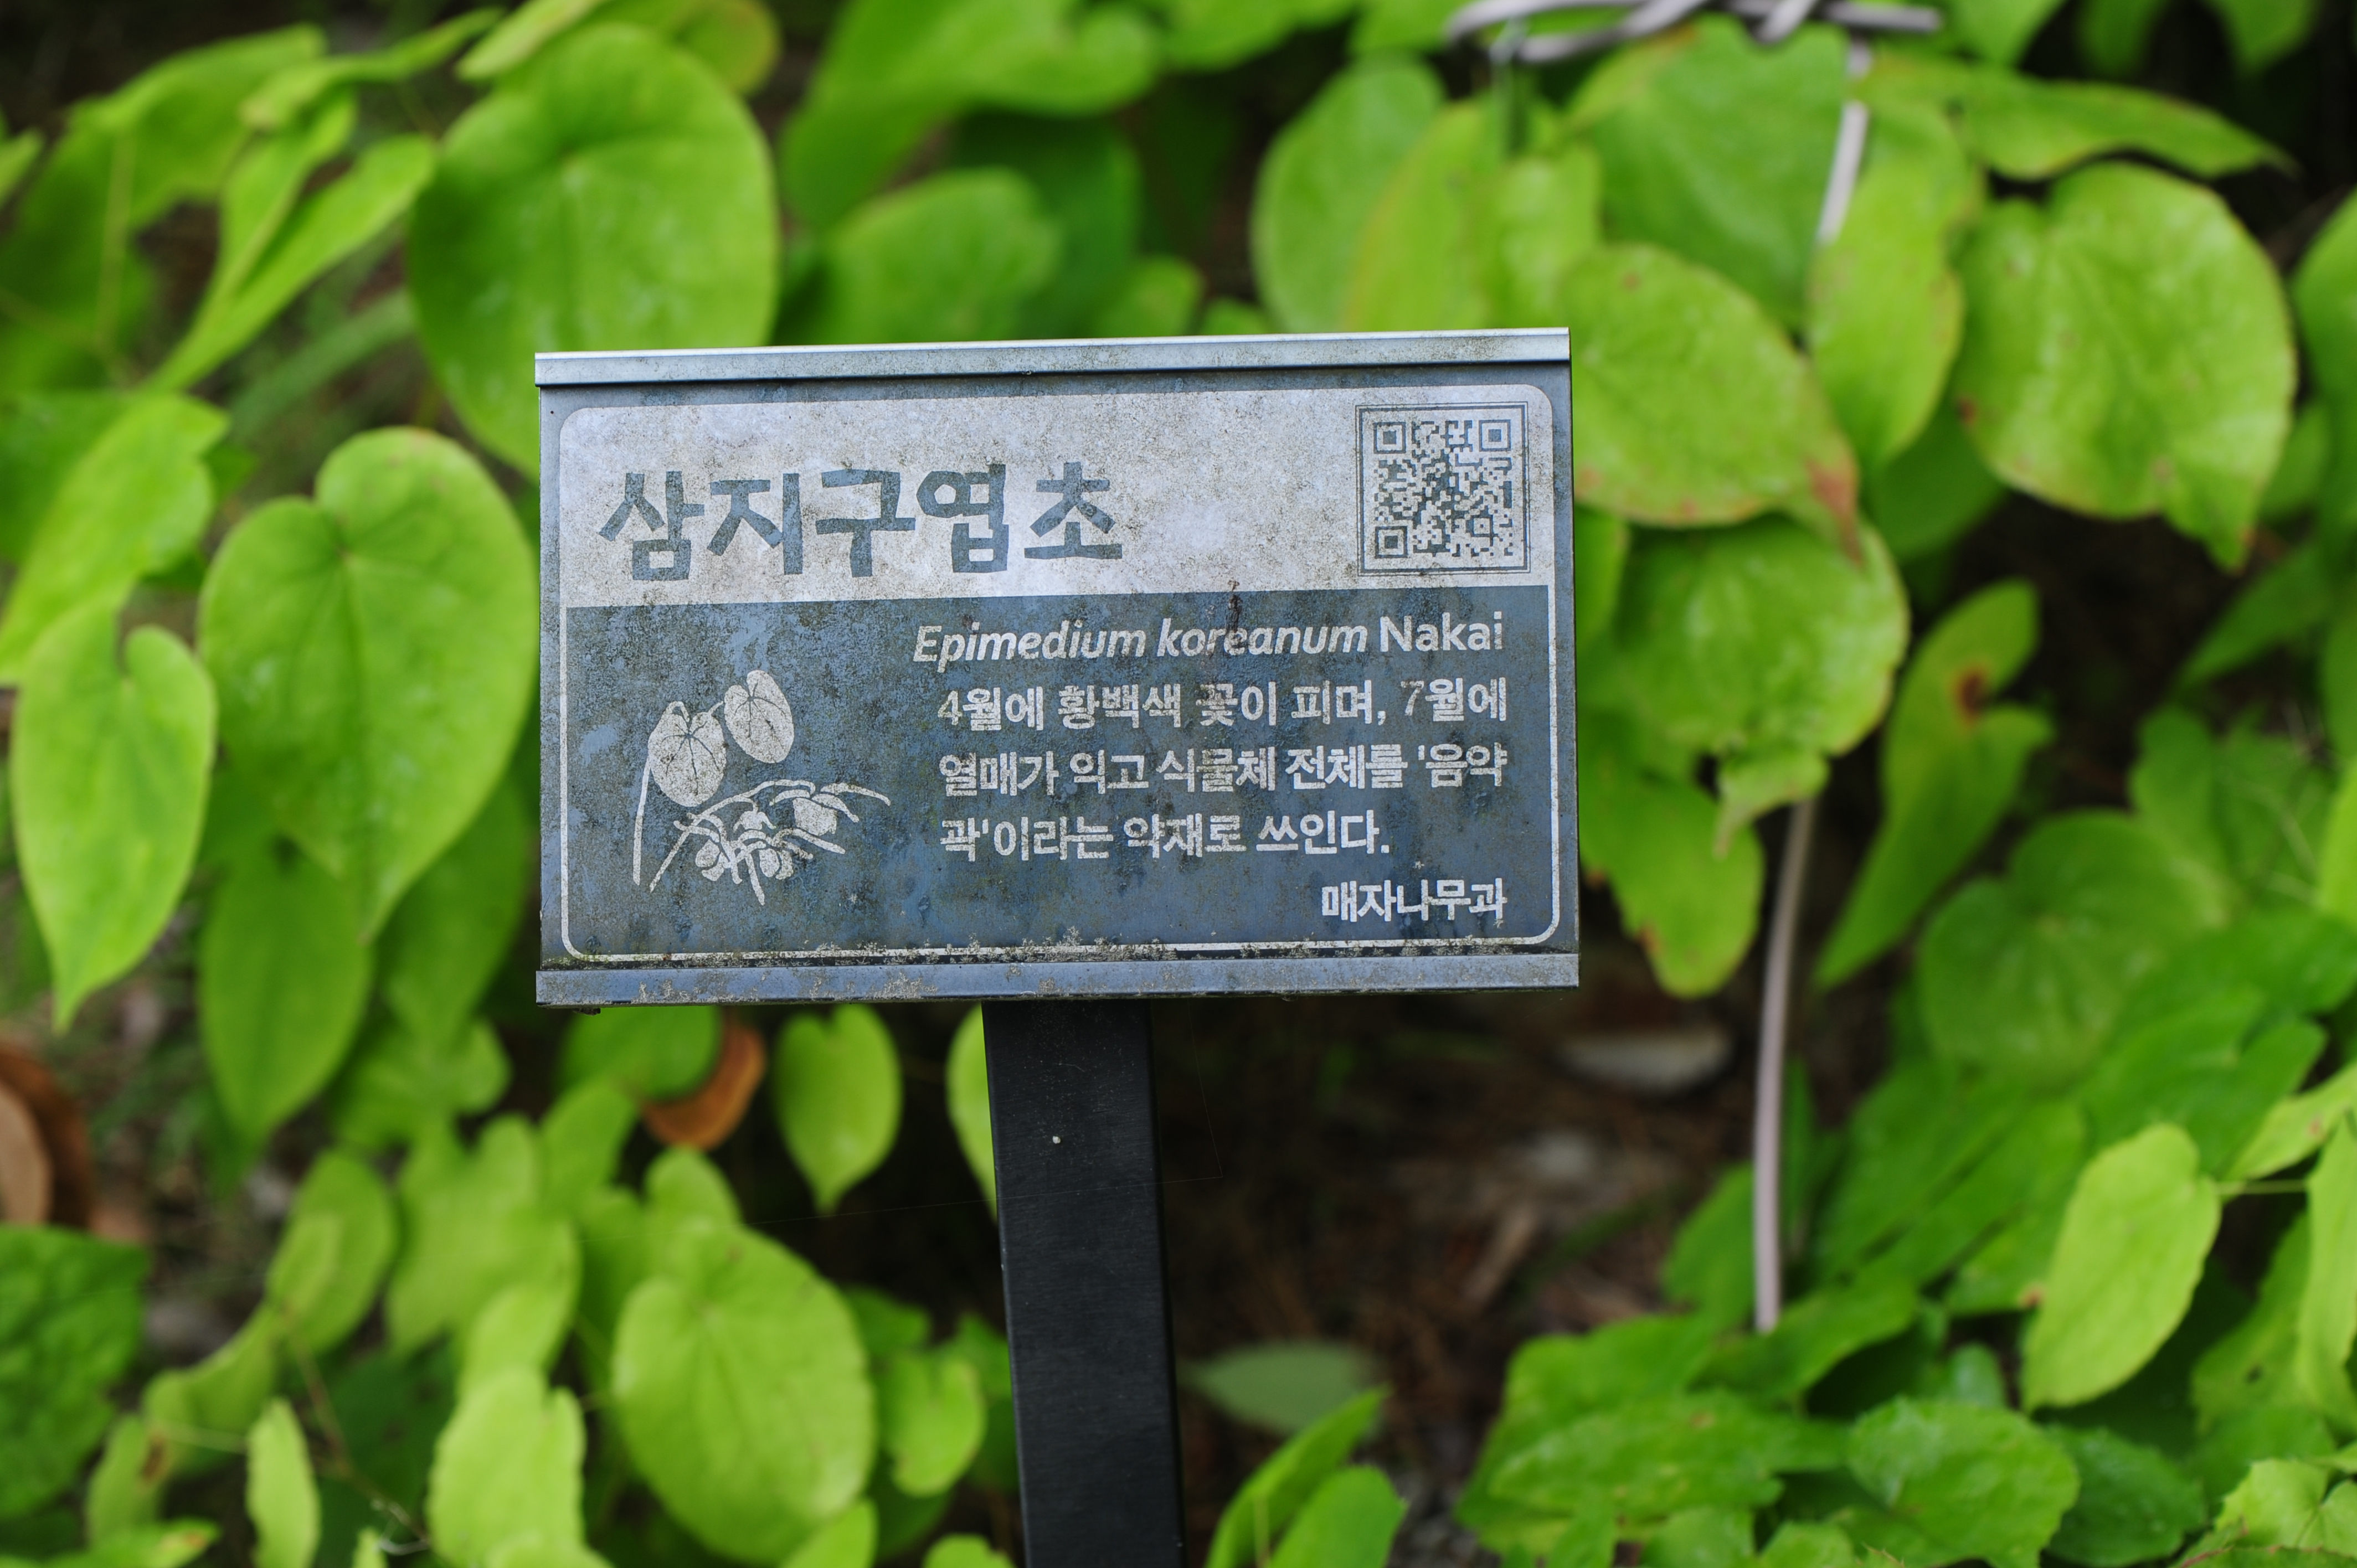 삼지구엽초
Epimedium koreanum Nakai
4월에 황백색 꽃이 피며, 7월에
열매가 익고 식물체 전체를 '음약
곽'이라는 약재로 쓰인다.
매자나무과